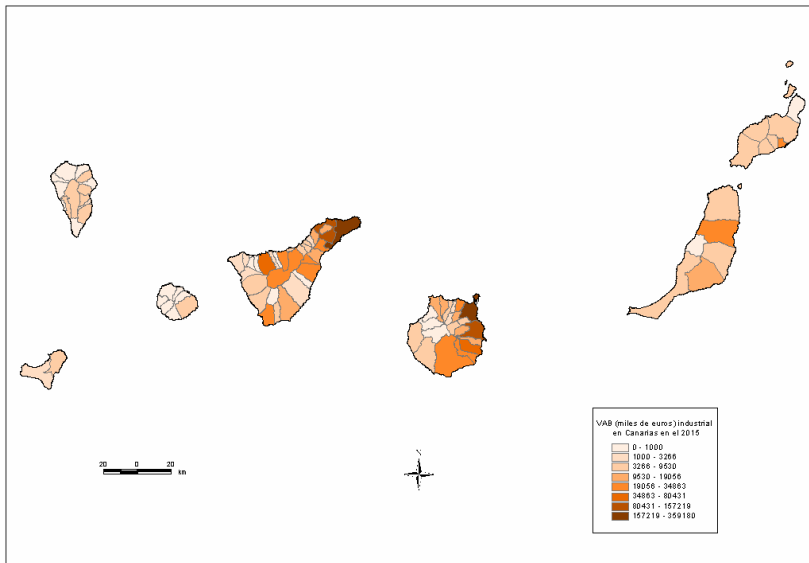 VAB (miles de euros) industrial
en Canarias en el 2015
0 - 1000
1000 - 3266
3266 - 9530
9530 - 19056
19056 - 34863
34863 - 80431
80431 - 157219
157219 - 359180
20 0 20
km
N